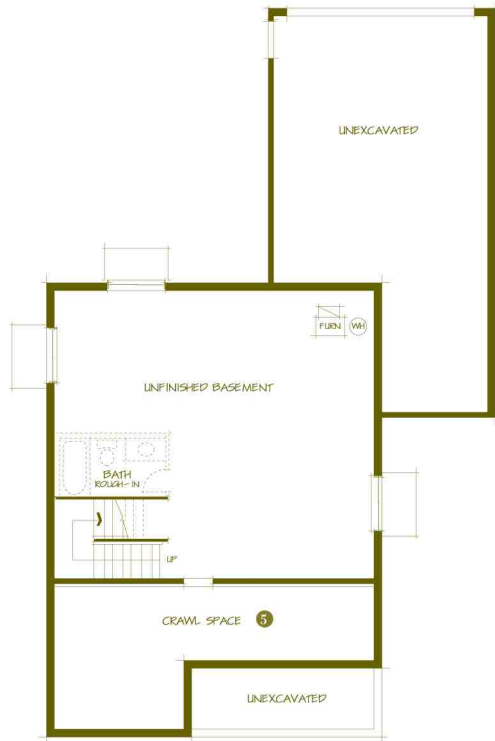 UNEXCAVATED
FURN
WH
UNFINISHED BASEMENT
BATH
ROUGH-IN
UP
CRAWL SPACE 5
UNEXCAVATED